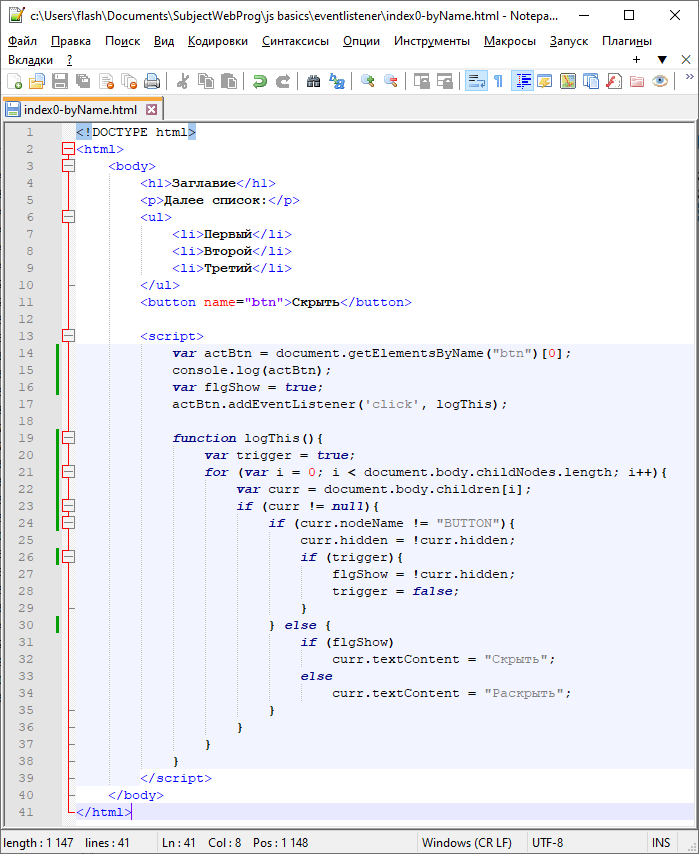 c:\Users\flash\Documents\SubjectWebProg\js basics\eventlistener\index0-byName.html - Notepa...
Файл Правка Поиск Вид Кодировки Синтаксисы Опции Инструменты Макросы Запуск Плагины
Вкладки ?
index0-byName.html
1 <!DOCTYPE html>
2 <html>
3 <body>
4 <h1>Заглавие</h1>
5 <p>Далее список:</p>
6 <ul>
7 <li>Первый</li>
8 <li>Второй</li>
9 <li>Третий</li>
10 </ul>
11 <button name="btn">Скрыть</button>
12
13 <script>
14 var actBtn = document.getElementsByName("btn")[0];
15 console.log(actBtn);
16 var flgShow = true;
17 actBtn.addEventListener('click', logThis);
18
19 function logThis(){
20 var trigger = true;
21 for (var i = 0; i < document.body.childNodes.length; i++){
22 var curr = document.body.children[i];
23 if (curr != null){
24 if (curr.nodeName != "BUTTON"){
25 curr.hidden = !curr.hidden;
26 if (trigger){
27 flgShow = !curr.hidden;
28 trigger = false;
29 }
30 } else {
31 if (flgShow)
32 curr.textContent = "Скрыть";
33 else
34 curr.textContent = "Раскрыть";
35 }
36 }
37 }
38 }
39 </script>
40 </body>
41 </html>
length : 1 147 lines : 41 Ln : 41 Col : 8 Pos : 1 148 Windows (CR LF) UTF-8 INS